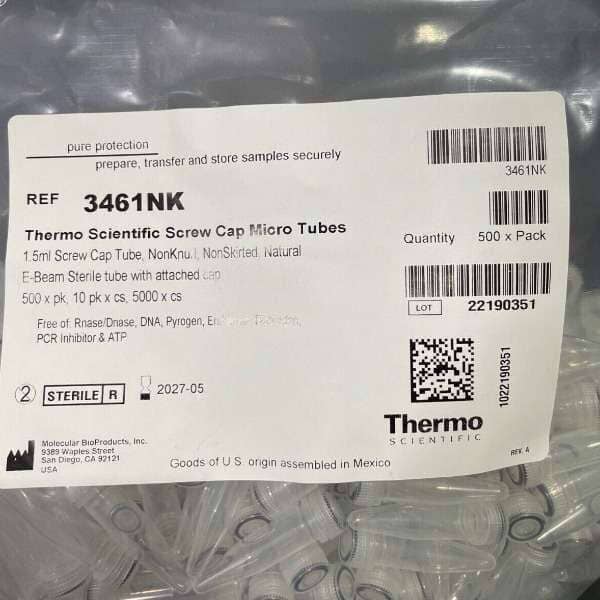 pure protection
prepare, transfer and store samples securely
REF 3461NK
Thermo Scientific Screw Cap Micro Tubes
1.5ml Screw Cap Tube, NonKnu.l, NonSkirted, Natural
E-Beam Sterile tube with attached cap
500 x pk, 10 pk x cs, 5000 x cs
Free of: Rnase/Dnase, DNA, Pyrogen,
PCR Inhibitor & ATP
2 STERILE R 2027-05
Molecular BioProducts, Inc.
9389 Waples Street
San Diego, CA 92121
USA
Goods of U.S. origin assembled in Mexico
3461NK
Quantity 500 x Pack
LOT 22190351
1022190351
Thermo
SCIENTIFIC
REV. A